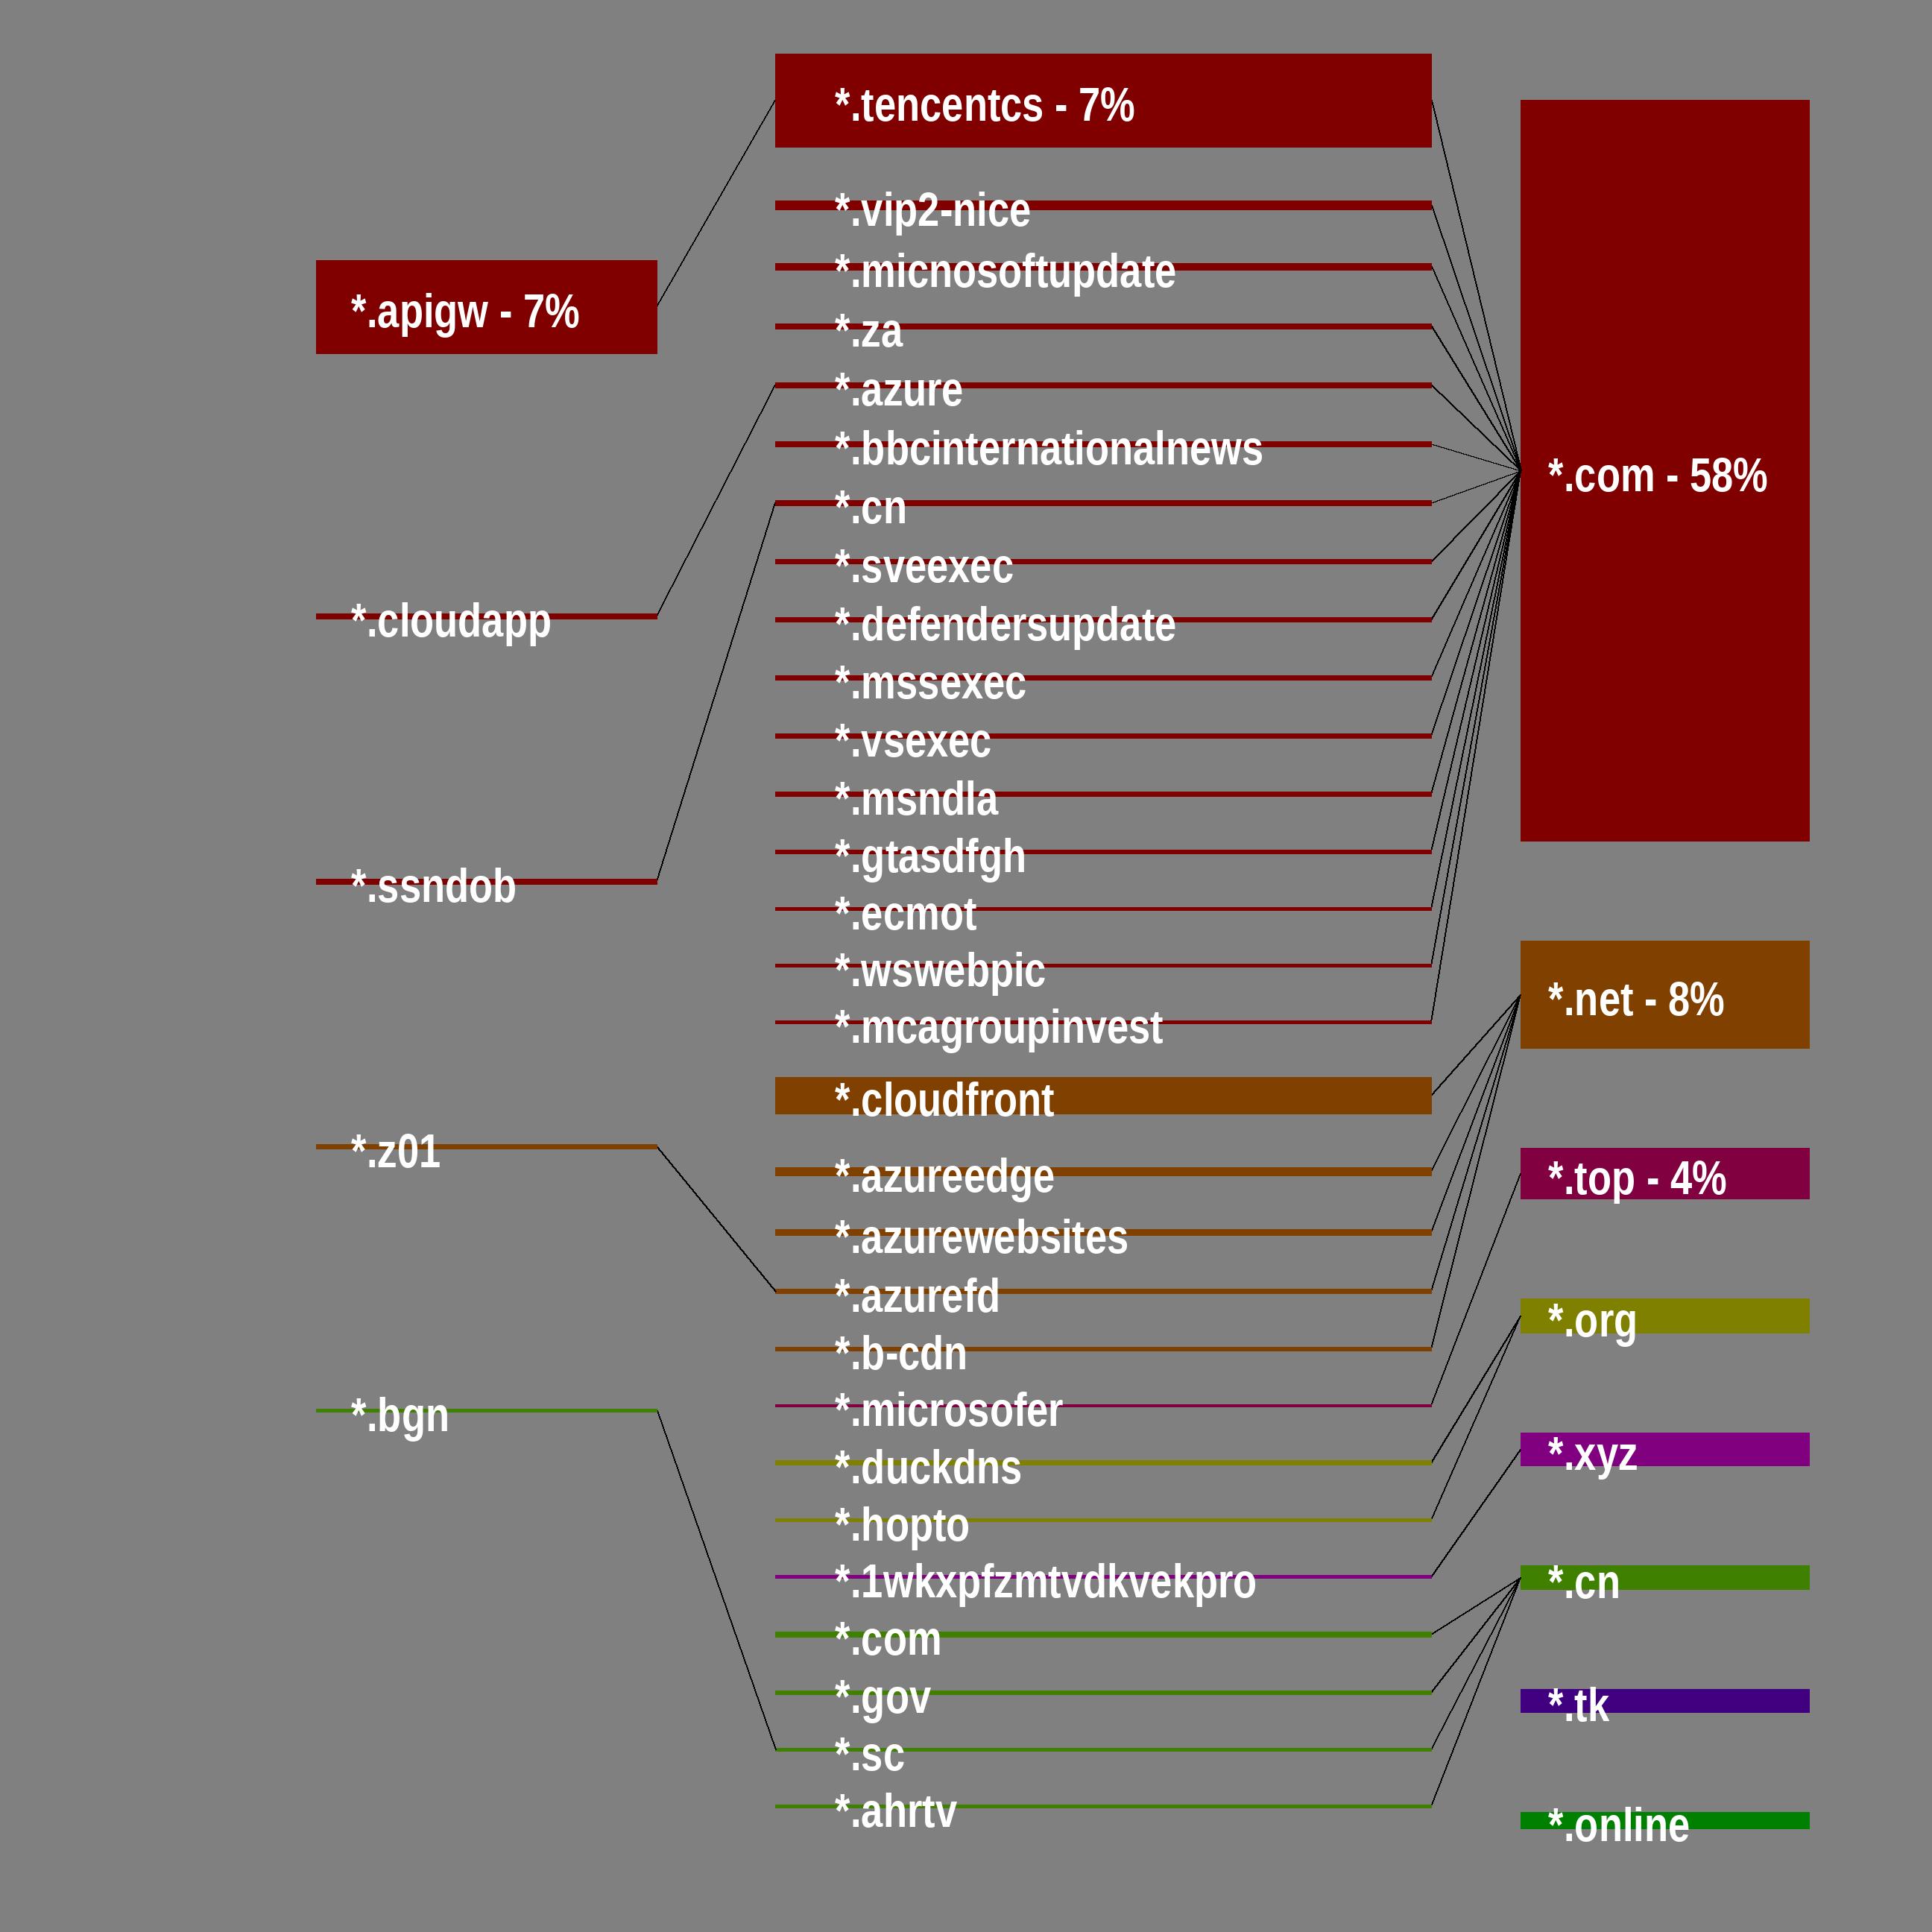 *.apigw - 7%
*.cloudapp
*.ssndob
*.z01
*.bgn
*.tencentcs - 7%
*.vip2-nice
*.micnosoftupdate
*.za
*.azure
*.bbcinternationalnews
*.cn
*.sveexec
*.defendersupdate
*.mssexec
*.vsexec
*.msndla
*.gtasdfgh
*.ecmot
*.wswebpic
*.mcagroupinvest
*.cloudfront
*.azureedge
*.azurewebsites
*.azurefd
*.b-cdn
*.microsofer
*.duckdns
*.hopto
*.1wkxpfzmtvdkvekpro
*.com
*.gov
*.sc
*.ahrtv
*.com - 58%
*.net - 8%
*.top - 4%
*.org
*.xyz
*.cn
*.tk
*.online